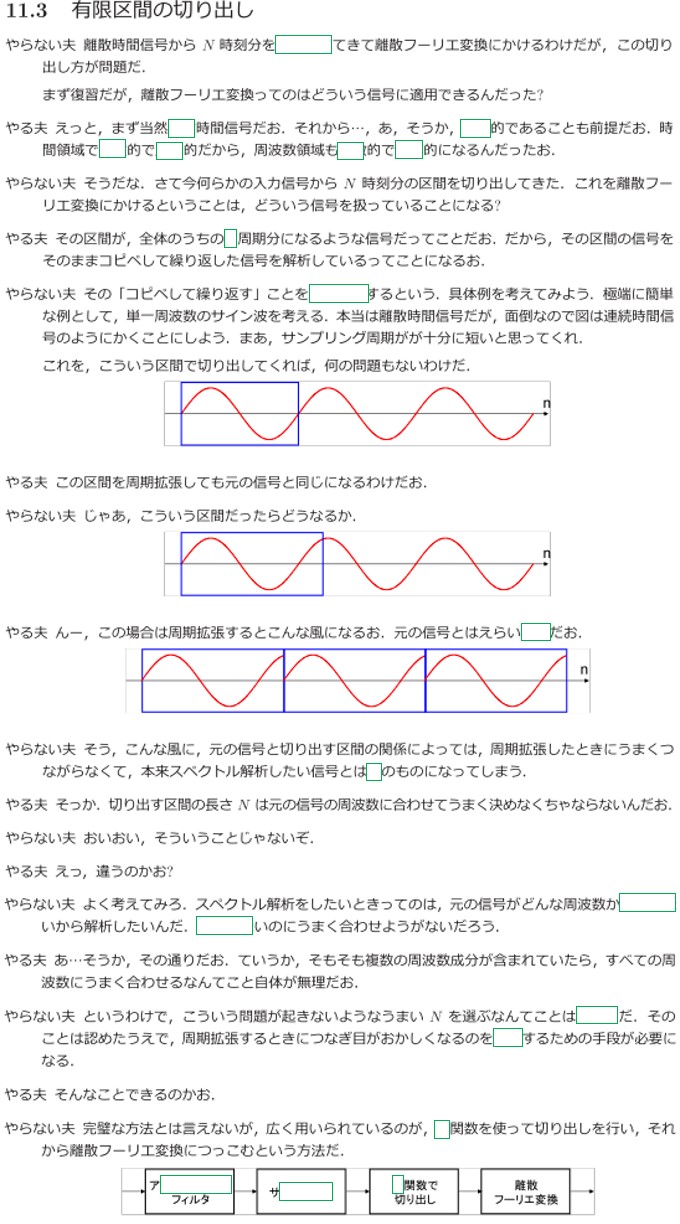 11.3 有限区間の切り出し
やらない夫 離散時間信号から N 時刻分を てきて離散フーリエ変換にかけるわけだが，この切り
出し方が問題だ．
まず復習だが，離散フーリエ変換ってのはどういう信号に適用できるんだった?
やる夫 えっと，まず当然 時間信号だお．それから…，あ，そうか， 的であることも前提だお．時
間領域で 的で 的だから，周波数領域も 的で 的になるんだったお．
やらない夫 そうだな．さて今何らかの入力信号から N 時刻分の区間を切り出してきた．これを離散フー
リエ変換にかけるということは，どういう信号を扱っていることになる?
やる夫 その区間が，全体のうちの 周期分になるような信号だってことだお．だから，その区間の信号を
そのままコピペして繰り返した信号を解析しているってことになるお．
やらない夫 その「コピペして繰り返す」ことを するという．具体例を考えてみよう．極端に簡単
な例として，単一周波数のサイン波を考える．本当は離散時間信号だが，面倒なので図は連続時間信
号のようにかくことにしよう．まあ，サンプリング周期がが十分に短いと思ってくれ．
これを，こういう区間で切り出してくれば，何の問題もないわけだ．
n
やる夫 この区間を周期拡張しても元の信号と同じになるわけだお．
やらない夫 じゃあ，こういう区間だったらどうなるか．
n
やる夫 んー，この場合は周期拡張するとこんな風になるお．元の信号とはえらい だお．
n
やらない夫 そう，こんな風に，元の信号と切り出す区間の関係によっては，周期拡張したときにうまくつ
ながらなくて，本来スペクトル解析したい信号とは のものになってしまう．
やる夫 そっか．切り出す区間の長さ N は元の信号の周波数に合わせてうまく決めなくちゃならないんだお．
やらない夫 おいおい，そういうことじゃないぞ．
やる夫 えっ，違うのかお?
やらない夫 よく考えてみろ．スペクトル解析をしたいときってのは，元の信号がどんな周波数か
いから解析したいんだ． いのにうまく合わせようがないだろう．
やる夫 あ…そうか，その通りだお．ていうか，そもそも複数の周波数成分が含まれていたら，すべての周
波数にうまく合わせるなんてこと自体が無理だお．
やらない夫 というわけで，こういう問題が起きないようなうまい N を選ぶなんてことは だ．その
ことは認めたうえで，周期拡張するときにつなぎ目がおかしくなるのを するための手段が必要に
なる．
やる夫 そんなことできるのかお．
やらない夫 完璧な方法とは言えないが，広く用いられているのが， 関数を使って切り出しを行い，それ
から離散フーリエ変換につっこむという方法だ．
ア
フィルタ
サ
関数で
切り出し
離散
フーリエ変換